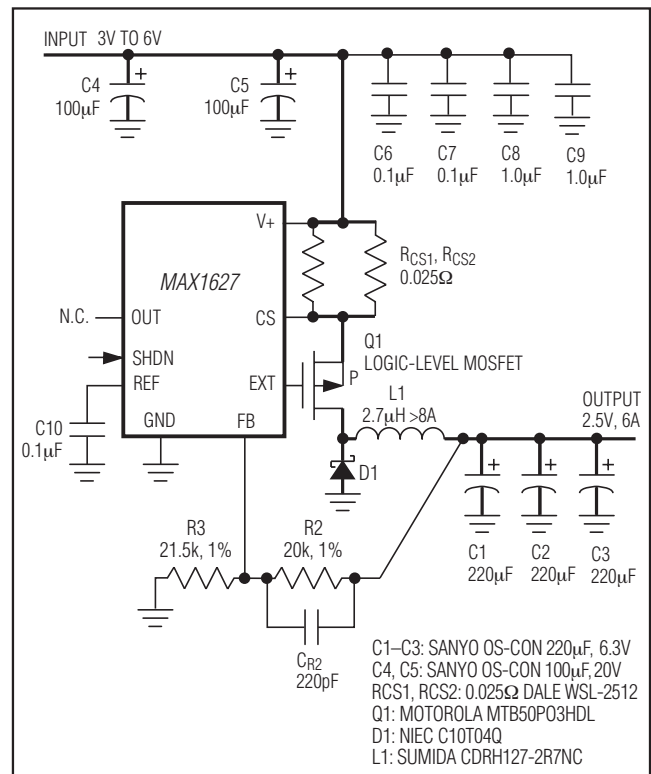 INPUT 3V TO 6V
C4
100µF
C5
100µF
C6
0.1µF
C7
0.1µF
C8
1.0µF
C9
1.0µF
V+
MAX1627
RCS1, RCS2
0.025Ω
N.C.
OUT
CS
Q1
LOGIC-LEVEL MOSFET
SHDN
P
REF
EXT
L1
2.7µH >8A
OUTPUT
2.5V, 6A
C10
0.1µF
GND
FB
D1
R3
21.5k, 1%
R2
20k, 1%
C1
220µF
C2
220µF
C3
220µF
CR2
220pF
C1–C3: SANYO OS-CON 220µF, 6.3V
C4, C5: SANYO OS-CON 100µF, 20V
RCS1, RCS2: 0.025Ω DALE WSL-2512
Q1: MOTOROLA MTB50PO3HDL
D1: NIEC C10T04Q
L1: SUMIDA CDRH127-2R7NC